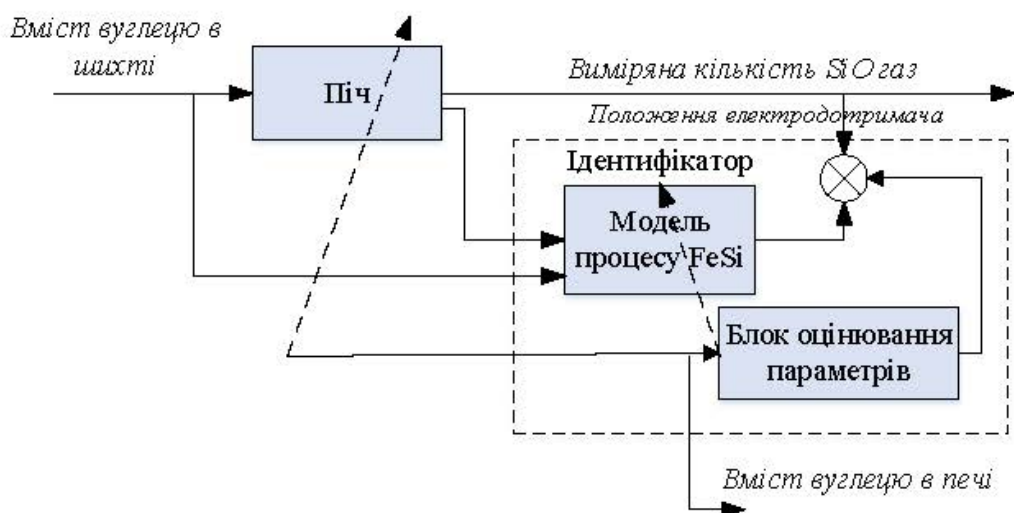 Вміст вуглецю в
шихті
Піч
Виміряна кількість SiO газ
Положення електродотримача
Ідентифікатор
Модель
процесу FeSi
Блок оцінювання
параметрів
Вміст вуглецю в печі